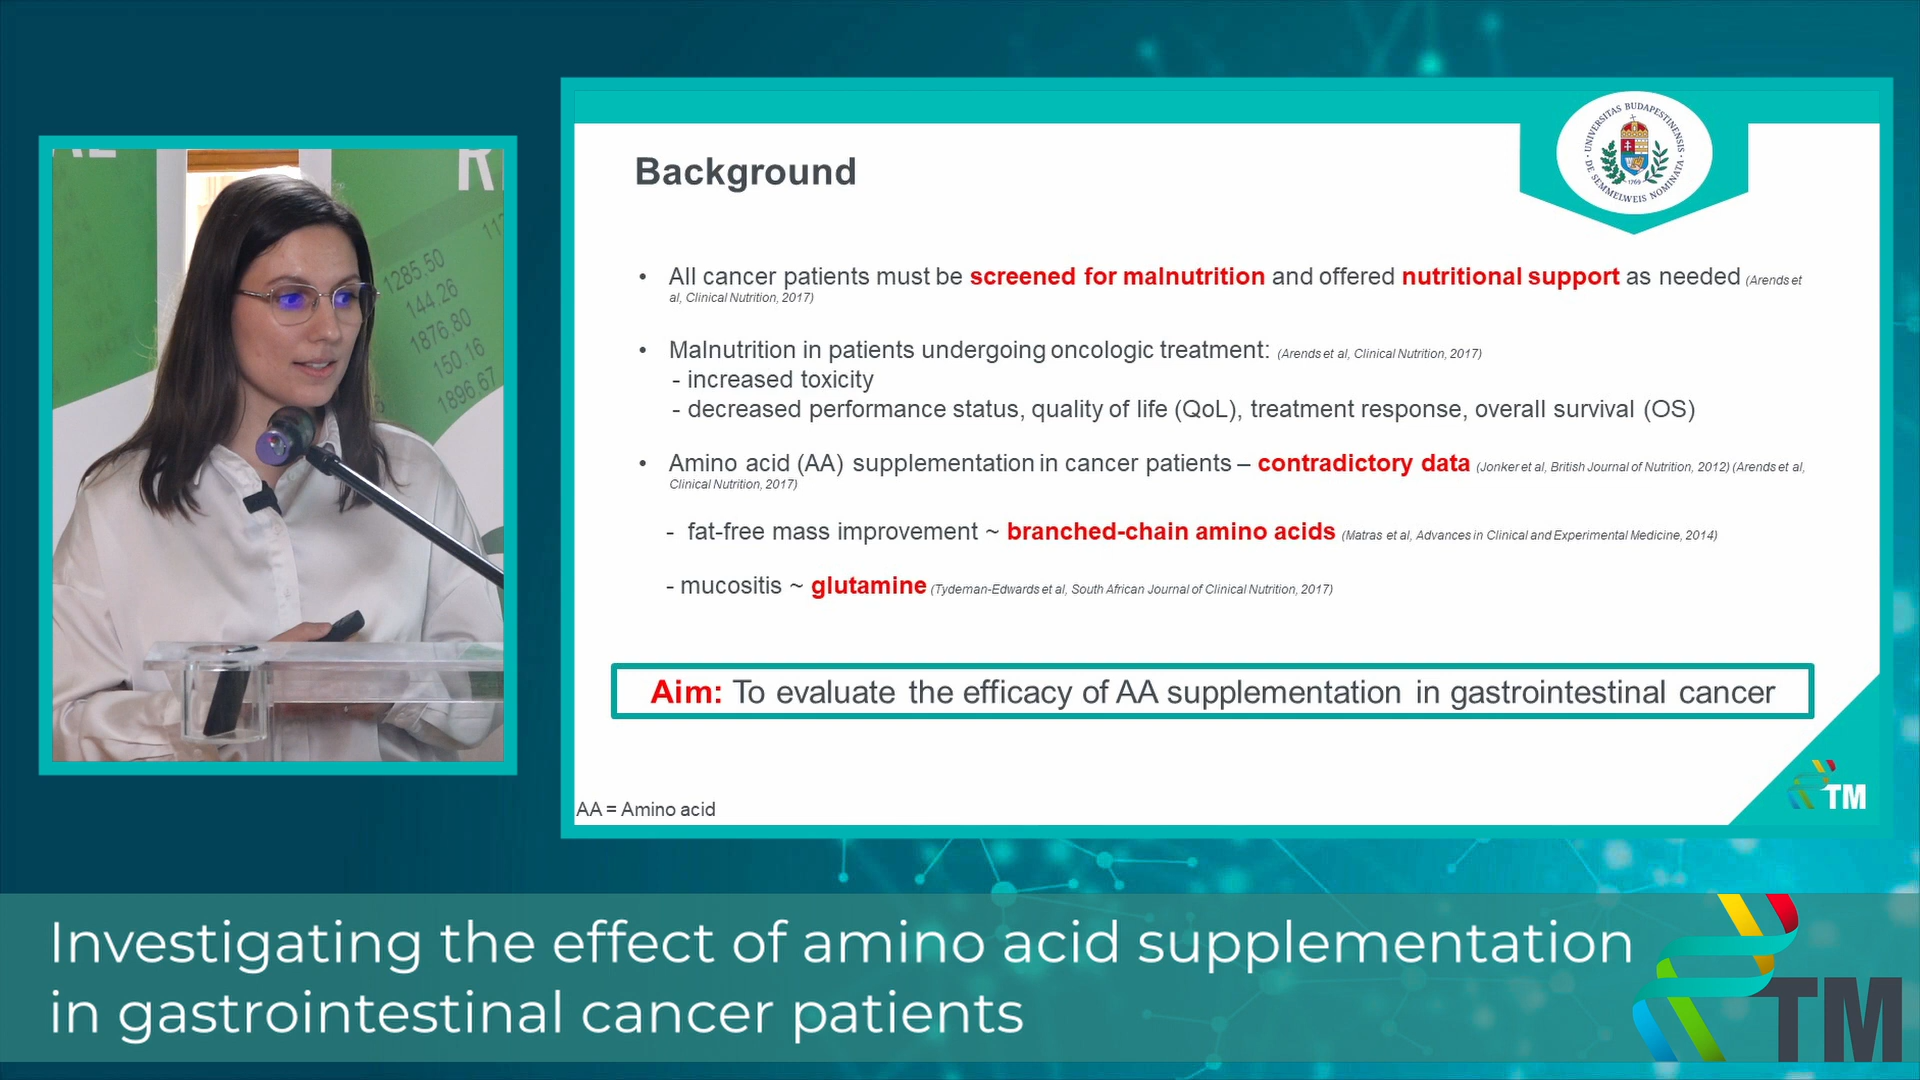 1285.50
144.26
1876.80
150.16
1896.67
Background
UNIVERSITAS BUDAPESTINENSIS
DE SEMMELWEIS NOMINATA
1769
• All cancer patients must be screened for malnutrition and offered nutritional support as needed (Arends et
al, Clinical Nutrition, 2017)
• Malnutrition in patients undergoing oncologic treatment: (Arends et al, Clinical Nutrition, 2017)
- increased toxicity
- decreased performance status, quality of life (QoL), treatment response, overall survival (OS)
• Amino acid (AA) supplementation in cancer patients – contradictory data (Jonker et al, British Journal of Nutrition, 2012) (Arends et al,
Clinical Nutrition, 2017)
- fat-free mass improvement ~ branched-chain amino acids (Matras et al, Advances in Clinical and Experimental Medicine, 2014)
- mucositis ~ glutamine (Tydeman-Edwards et al, South African Journal of Clinical Nutrition, 2017)
Aim: To evaluate the efficacy of AA supplementation in gastrointestinal cancer
TM
AA = Amino acid
Investigating the effect of amino acid supplementation
in gastrointestinal cancer patients
TM